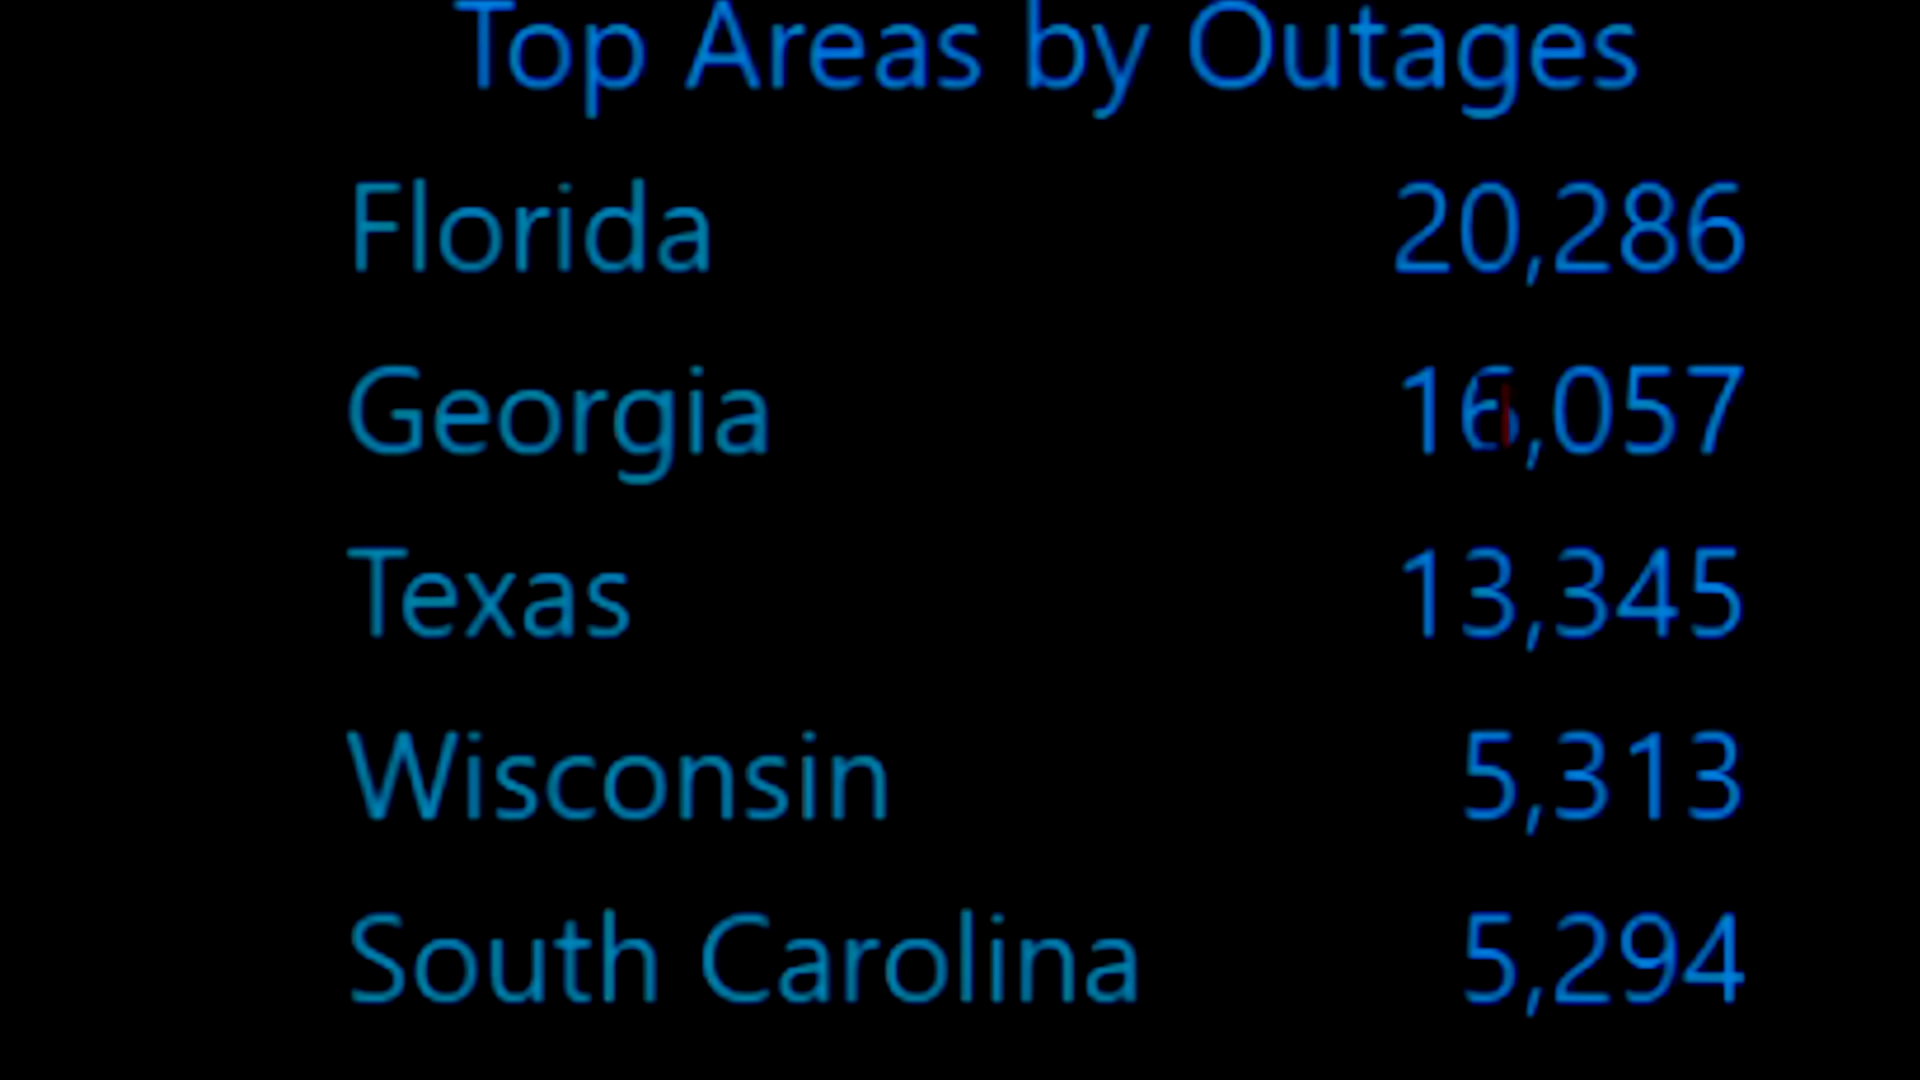 Top Areas by Outages
Florida 20,286
Georgia 16,057
Texas 13,345
Wisconsin 5,313
South Carolina 5,294